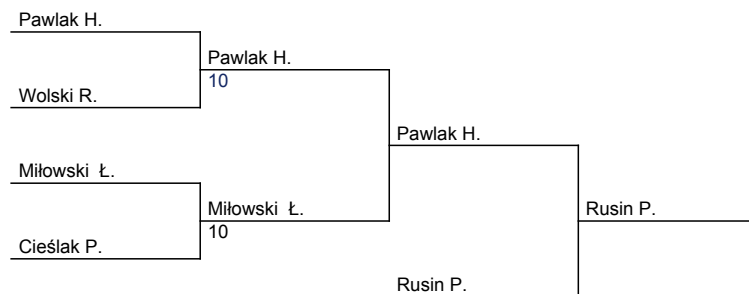 Pawlak H.
Pawlak H.
10
Wolski R.
Pawlak H.
Miłowski Ł.
Miłowski Ł.
10
Rusin P.
Cieślak P.
Rusin P.